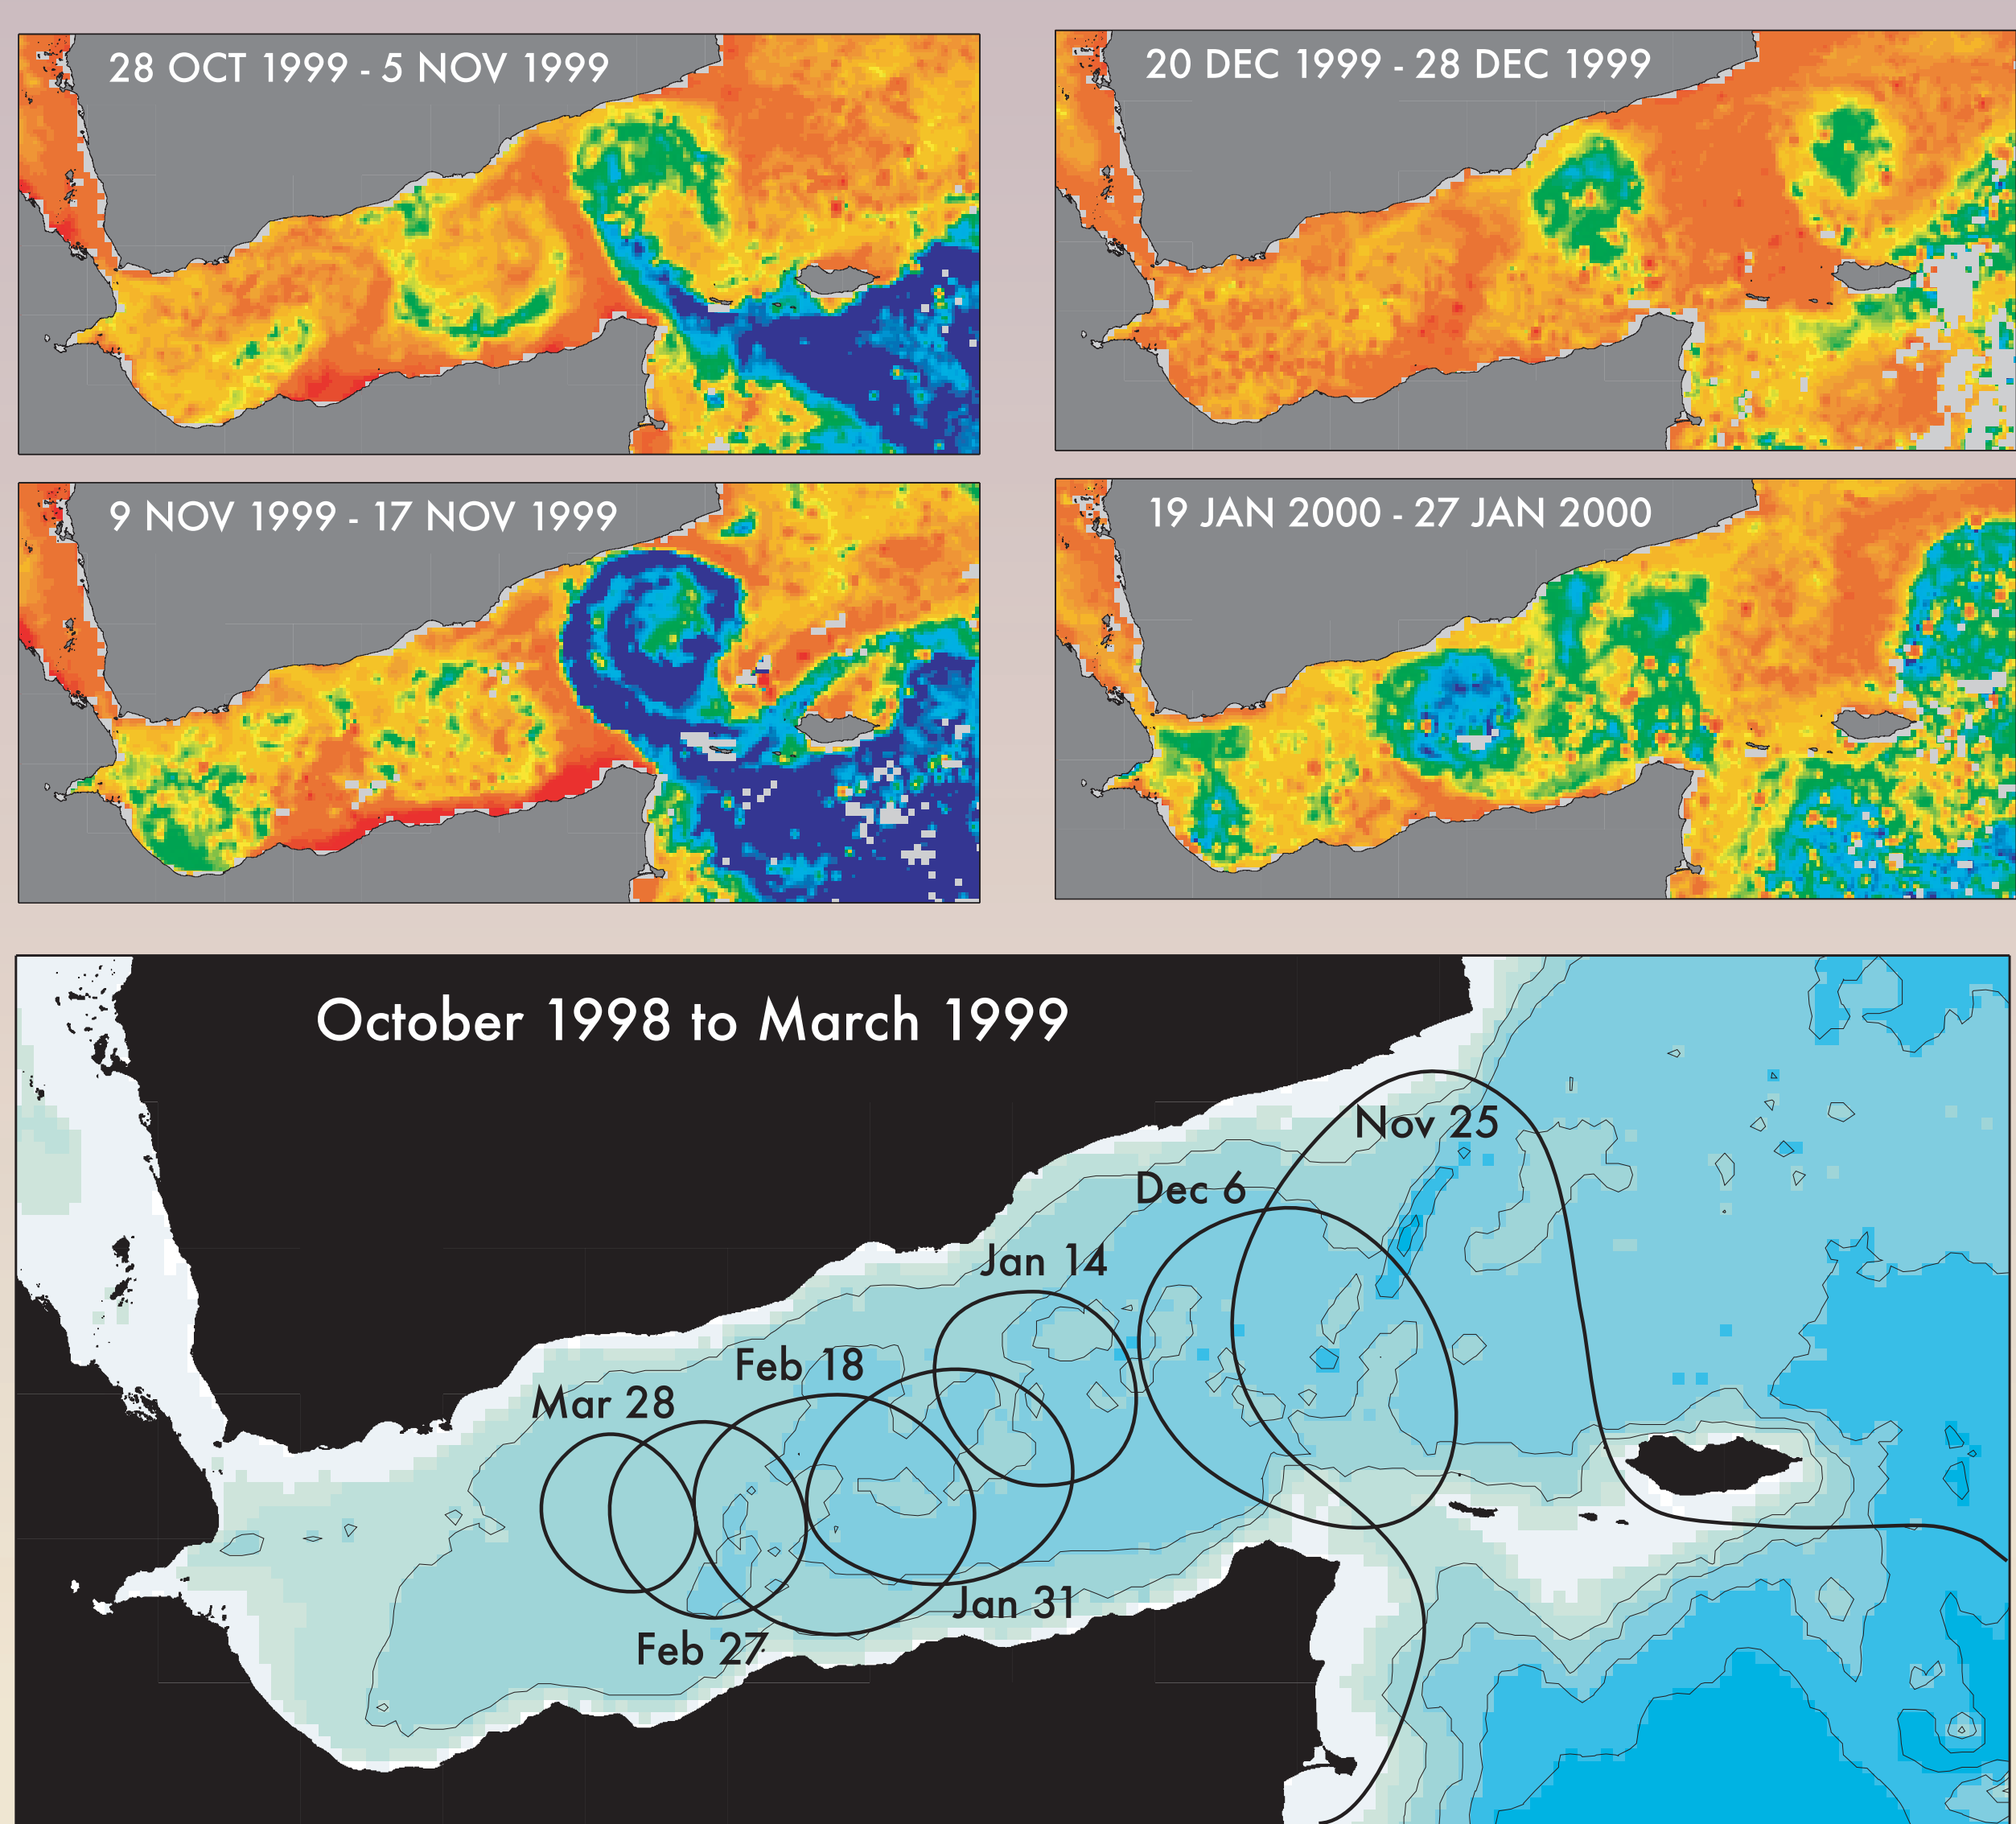 28 OCT 1999 - 5 NOV 1999
20 DEC 1999 - 28 DEC 1999
9 NOV 1999 - 17 NOV 1999
19 JAN 2000 - 27 JAN 2000
October 1998 to March 1999
Nov 25
Dec 6
Jan 14
Feb 18
Mar 28
Jan 31
Feb 27